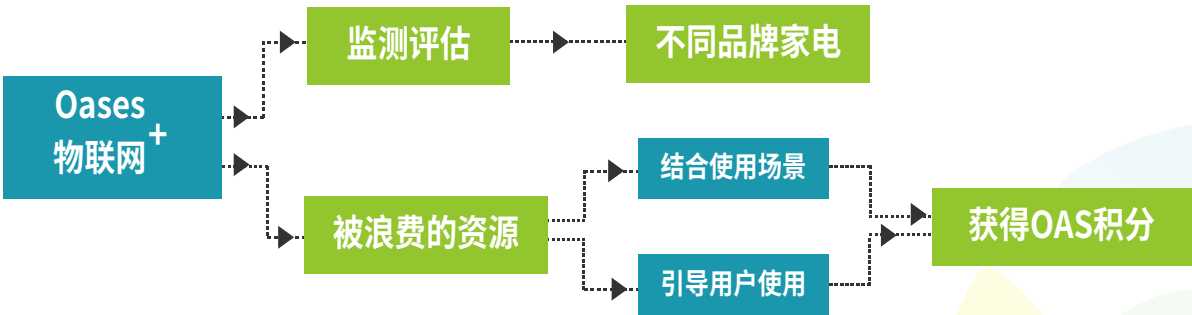 Oases
物联网+
监测评估
不同品牌家电
被浪费的资源
结合使用场景
引导用户使用
获得OAS积分